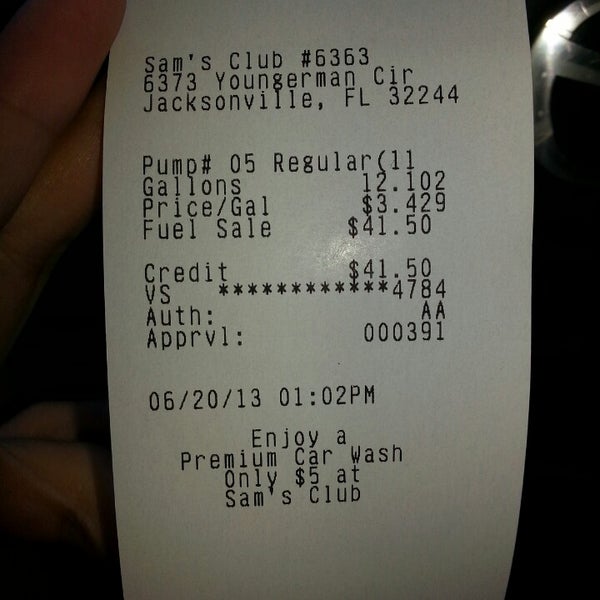 Sam's Club #6363
6373 Youngerman Cir
Jacksonville, FL 32244
Pump# 05 Regular(11
Gallons 12.102
Price/Gal $3.429
Fuel Sale $41.50
Credit $41.50
VS ************4784
Auth: AA
Apprvl: 000391
06/20/13 01:02PM
Enjoy a
Premium Car Wash
Only $5 at
Sam's Club